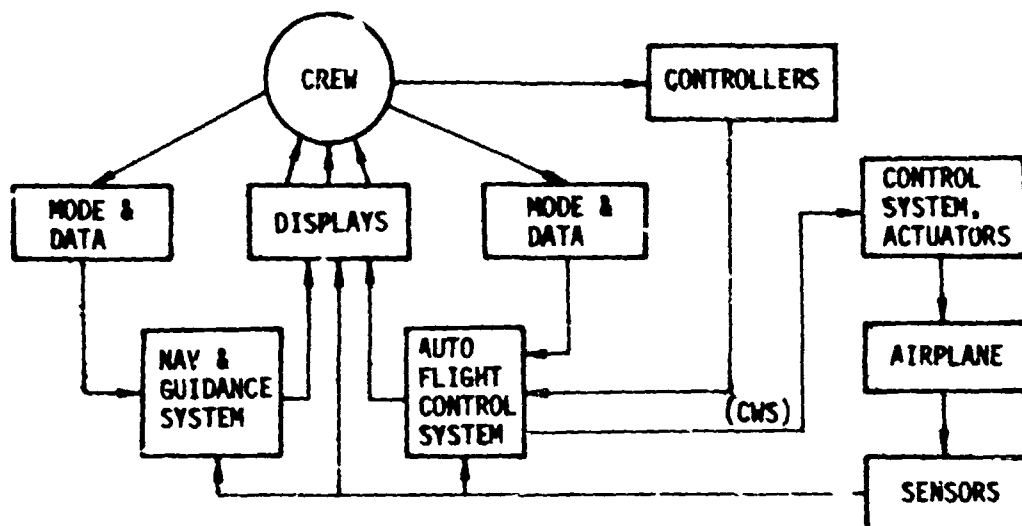 CREW
CONTROLLERS
MODE &
DATA
DISPLAYS
MODE &
DATA
CONTROL
SYSTEM,
ACTUATORS
NAV &
GUIDANCE
SYSTEM
AUTO
FLIGHT
CONTROL
SYSTEM
(CWS)
AIRPLANE
SENSORS